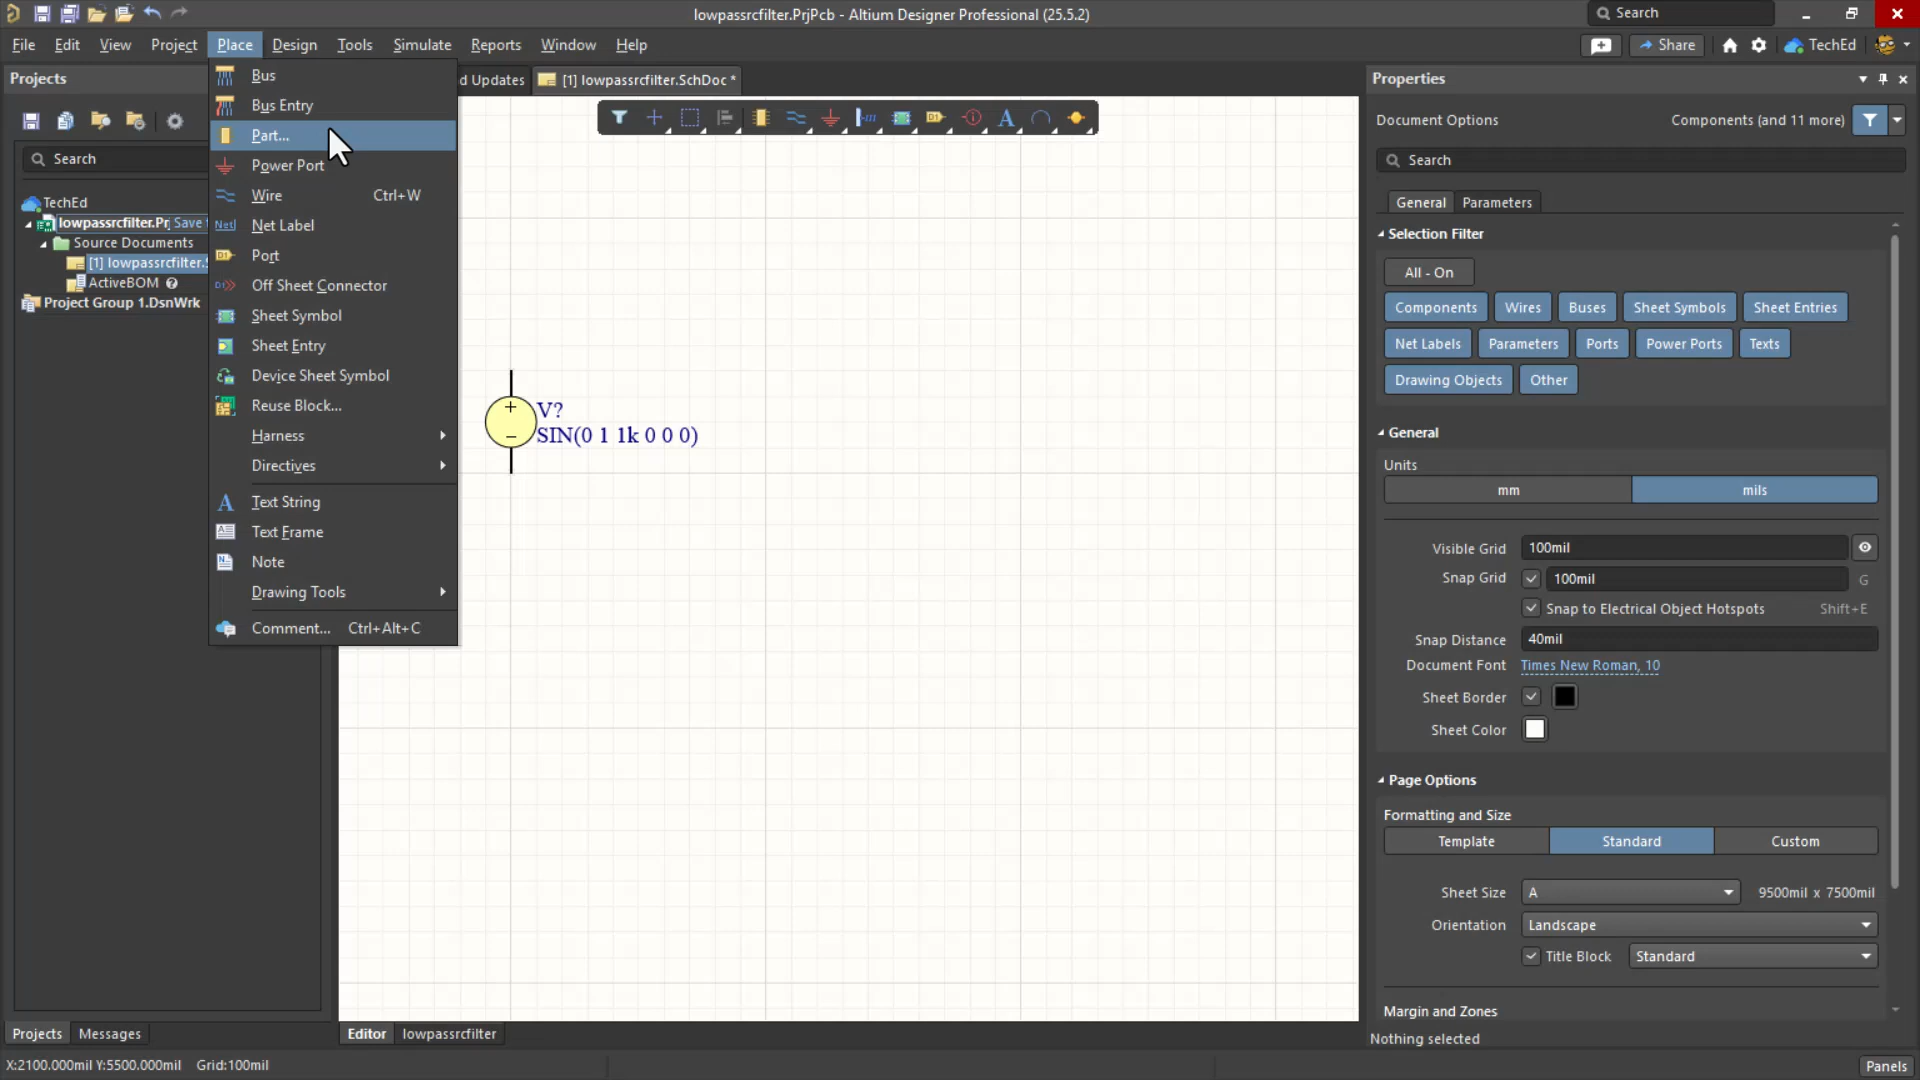 lowpassrcfilter.PrjPcb - Altium Designer Professional (25.5.2)
Search
File Edit View Project Place Design Tools Simulate Reports Window Help
Share
TechEd
Projects
Search
TechEd
lowpassrcfilter.Prj Save t
Source Documents
[1] lowpassrcfilter.S
ActiveBOM
Project Group 1.DsnWrk
Bus
Bus Entry
Part...
Power Port
Wire Ctrl+W
Net Label
Port
Off Sheet Connector
Sheet Symbol
Sheet Entry
Device Sheet Symbol
Reuse Block...
Harness
Directives
Text String
Text Frame
Note
Drawing Tools
Comment... Ctrl+Alt+C
d Updates
[1] lowpassrcfilter.SchDoc *
V?
SIN(0 1 1k 0 0 0)
Properties
Document Options Components (and 11 more)
Search
General Parameters
Selection Filter
All - On
Components Wires Buses Sheet Symbols Sheet Entries
Net Labels Parameters Ports Power Ports Texts
Drawing Objects Other
General
Units
mm mils
Visible Grid 100mil
Snap Grid 100mil G
Snap to Electrical Object Hotspots Shift+E
Snap Distance 40mil
Document Font Times New Roman, 10
Sheet Border
Sheet Color
Page Options
Formatting and Size
Template Standard Custom
Sheet Size A 9500mil x 7500mil
Orientation Landscape
Title Block Standard
Margin and Zones
Nothing selected
Projects Messages
Editor lowpassrcfilter
X:2100.000mil Y:5500.000mil Grid:100mil
Panels